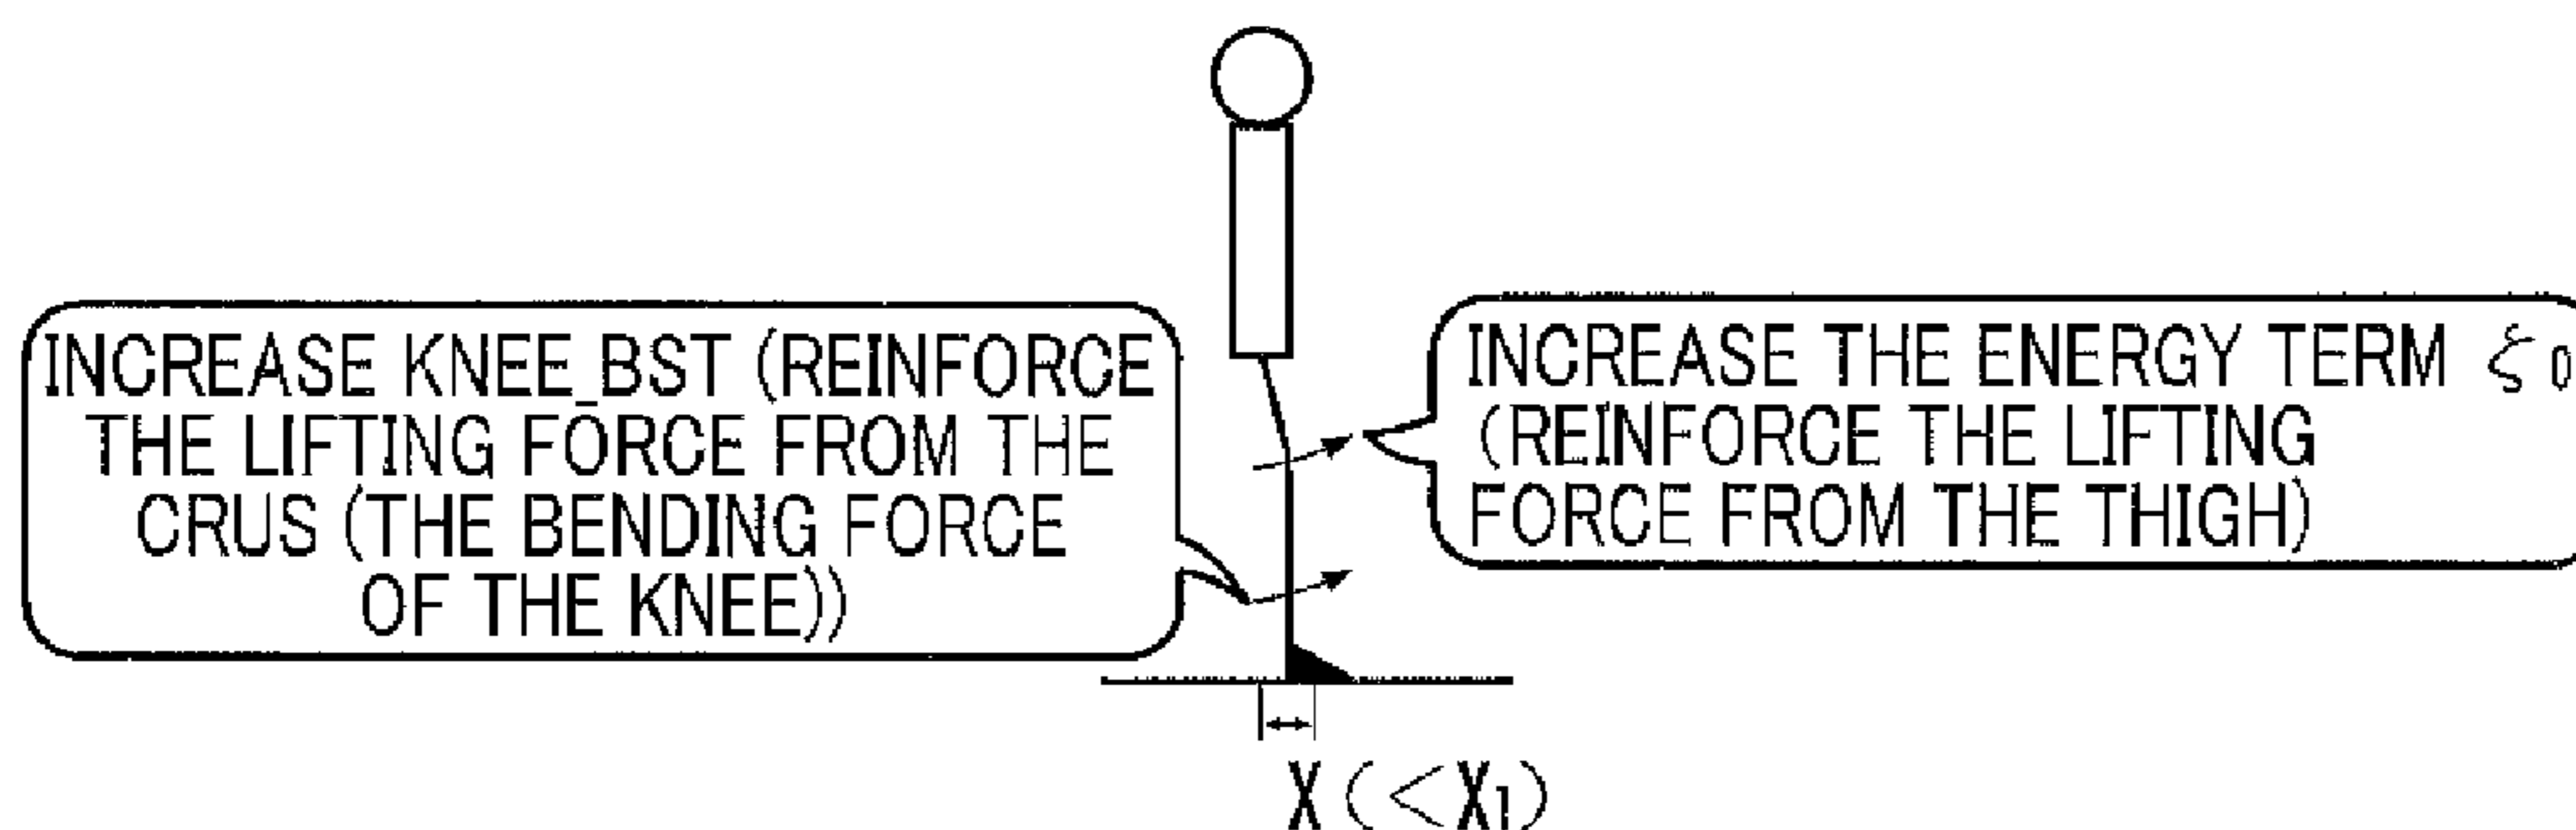 INCREASE KNEE_BST (REINFORCE
THE LIFTING FORCE FROM THE
CRUS (THE BENDING FORCE
OF THE KNEE))
INCREASE THE ENERGY TERM ζ0
(REINFORCE THE LIFTING
FORCE FROM THE THIGH)
X(<X1)